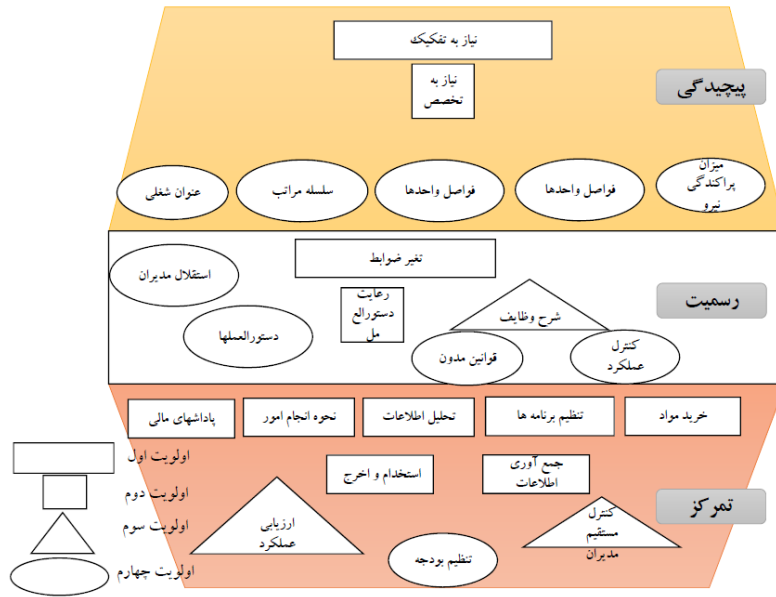 نیاز به تفکیک
نیاز به
تخصص
پیچیدگی
میزان
پراکندگی
نیرو
فواصل واحدها
فواصل واحدها
سلسله مراتب
عنوان شغلی
تغیر ضوابط
استقلال مدیران
رعایت
دستورالع
مل
شرح وظایف
رسمیت
دستورالعملها
قوانین مدون
کنترل
عملکرد
خرید مواد
تنظیم برنامه ها
تحلیل اطلاعات
نحوه انجام امور
پاداشهای مالی
جمع آوری
اطلاعات
استخدام و اخرج
تمرکز
کنترل
مستقیم
مدیران
ارزیابی
عملکرد
تنظیم بودجه
اولویت اول
اولویت دوم
اولویت سوم
اولویت چهارم